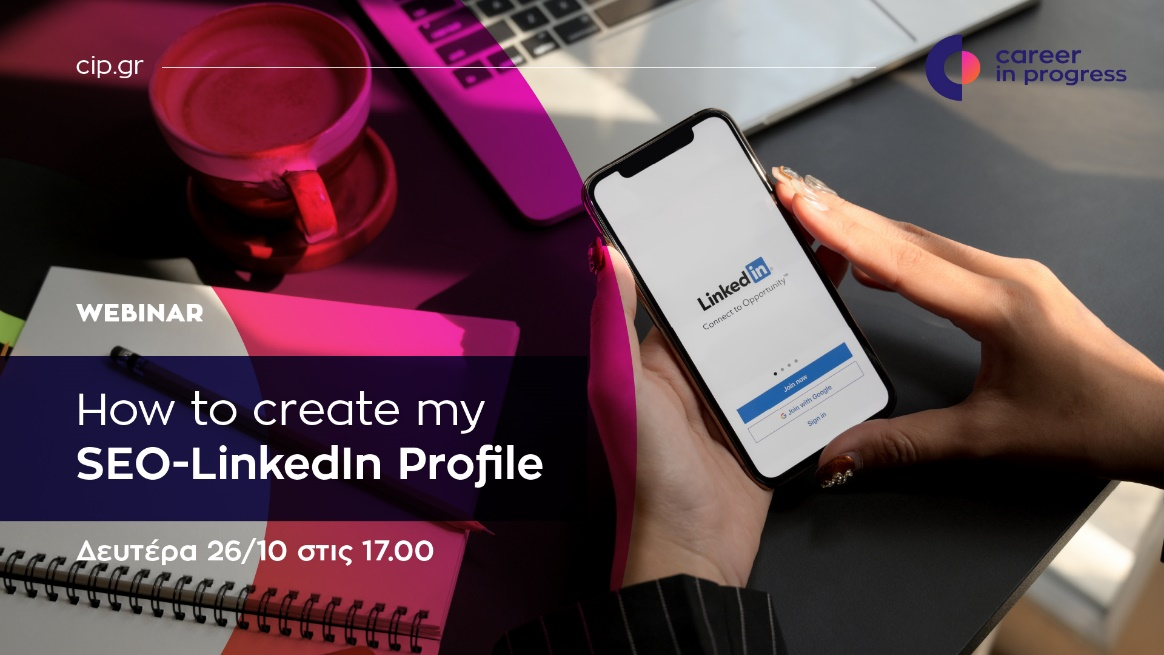 cip.gr
career
in progress
LinkedIn
Connect to Opportunity™
Join now
Join with Google
Sign in
WEBINAR
How to create my
SEO-LinkedIn Profile
Δευτέρα 26/10 στις 17.00